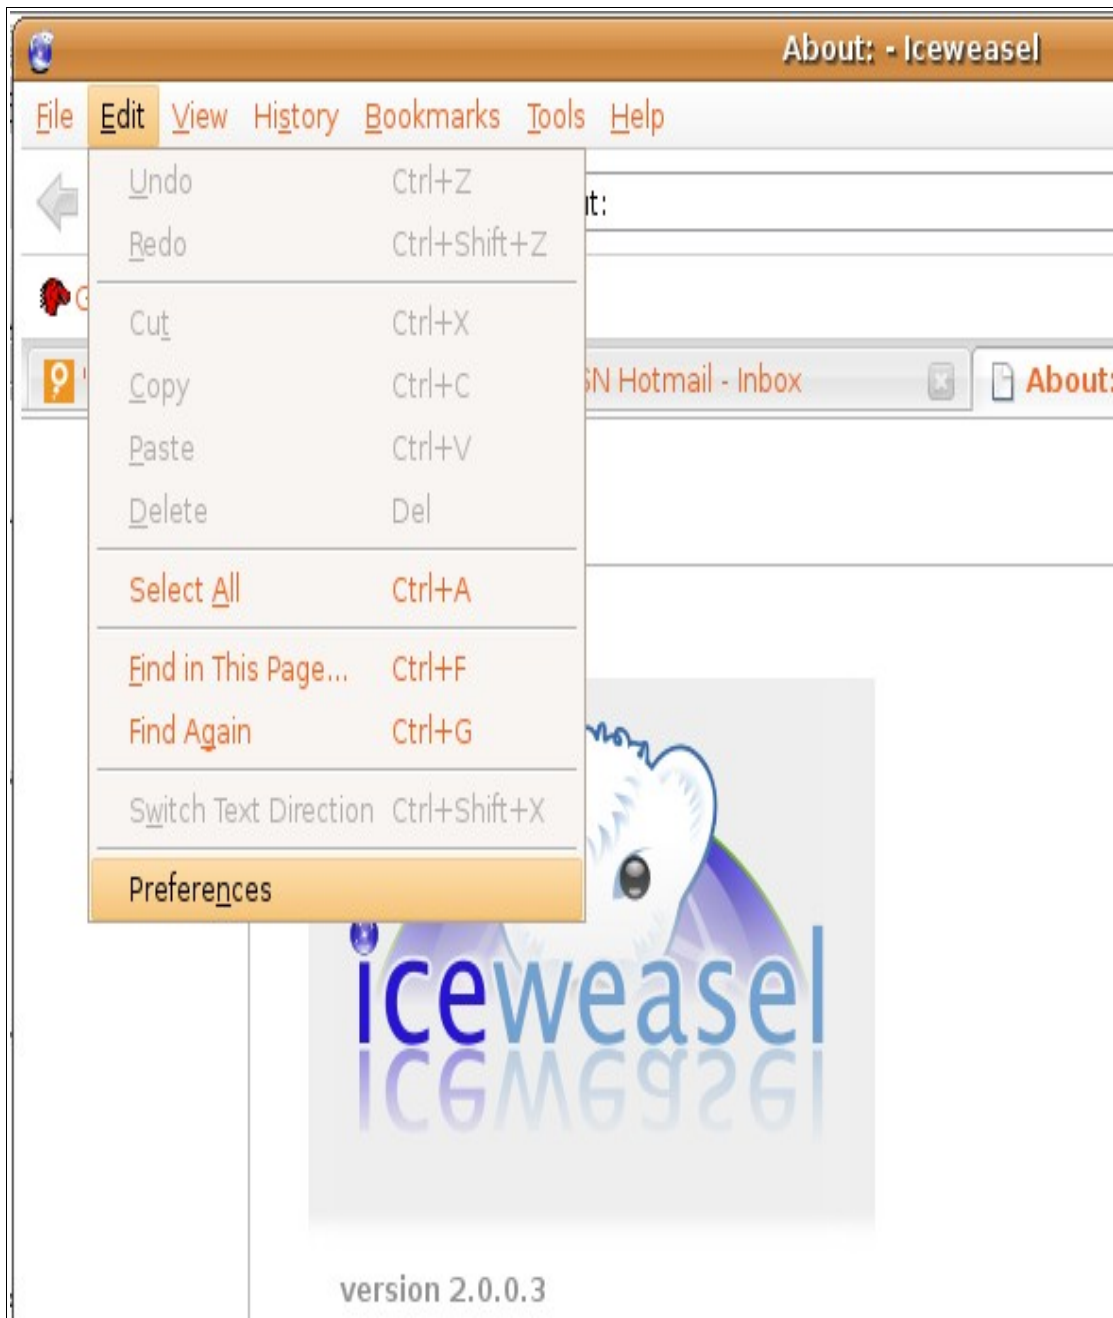 About: - Iceweasel
File Edit View History Bookmarks Tools Help
Undo Ctrl+Z
Redo Ctrl+Shift+Z
Cut Ctrl+X
Copy Ctrl+C
Paste Ctrl+V
Delete Del
Select All Ctrl+A
Find in This Page... Ctrl+F
Find Again Ctrl+G
Switch Text Direction Ctrl+Shift+X
Preferences
ut:
G
SN Hotmail - Inbox
About:
iceweasel
version 2.0.0.3